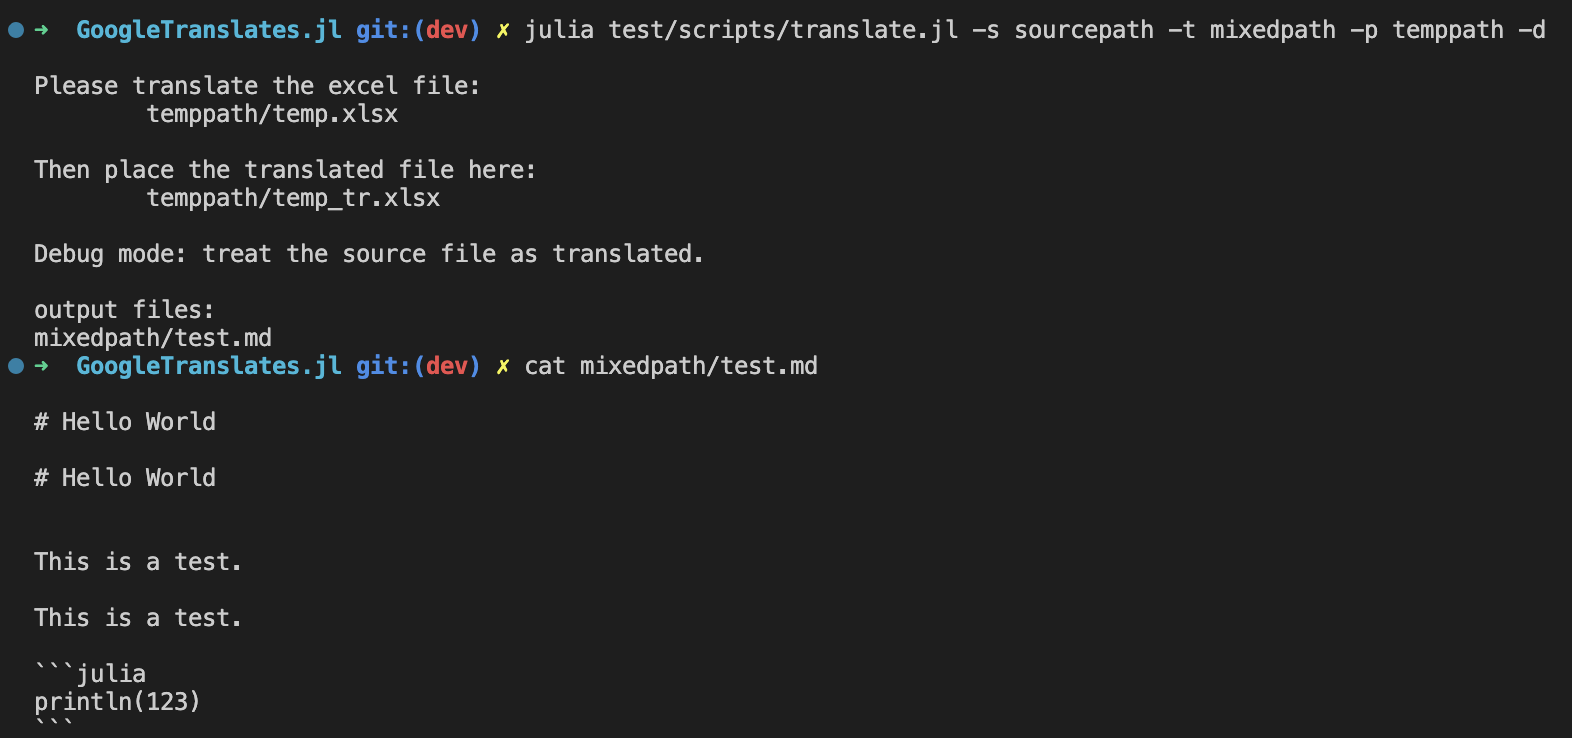 ➜ GoogleTranslates.jl git:(dev) ✗ julia test/scripts/translate.jl -s sourcepath -t mixedpath -p temppath -d
Please translate the excel file:
temppath/temp.xlsx
Then place the translated file here:
temppath/temp_tr.xlsx
Debug mode: treat the source file as translated.
output files:
mixedpath/test.md
➜ GoogleTranslates.jl git:(dev) ✗ cat mixedpath/test.md
# Hello World
# Hello World
This is a test.
This is a test.
```julia
println(123)
```